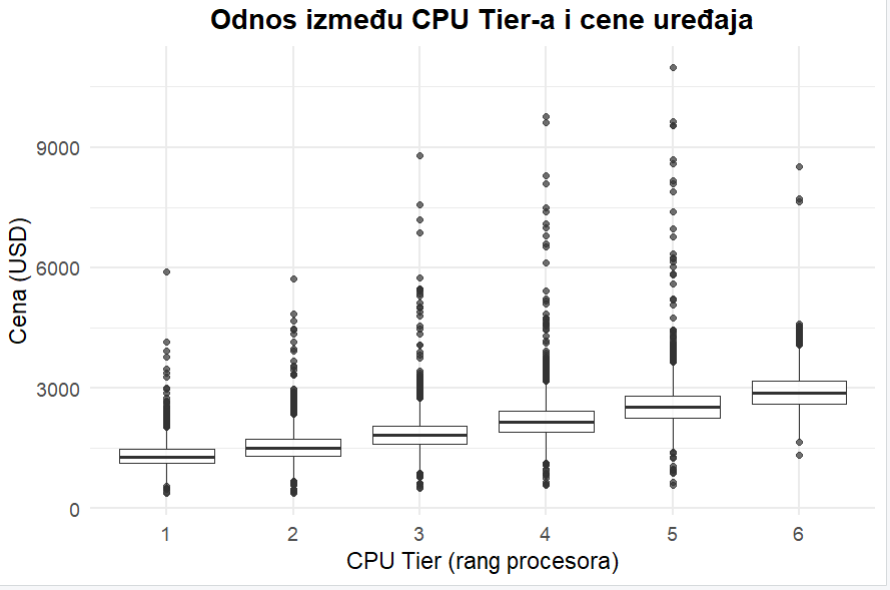 Odnos između CPU Tier-a i cene uređaja
Cena (USD)
9000
6000
3000
0
1 2 3 4 5 6
CPU Tier (rang procesora)